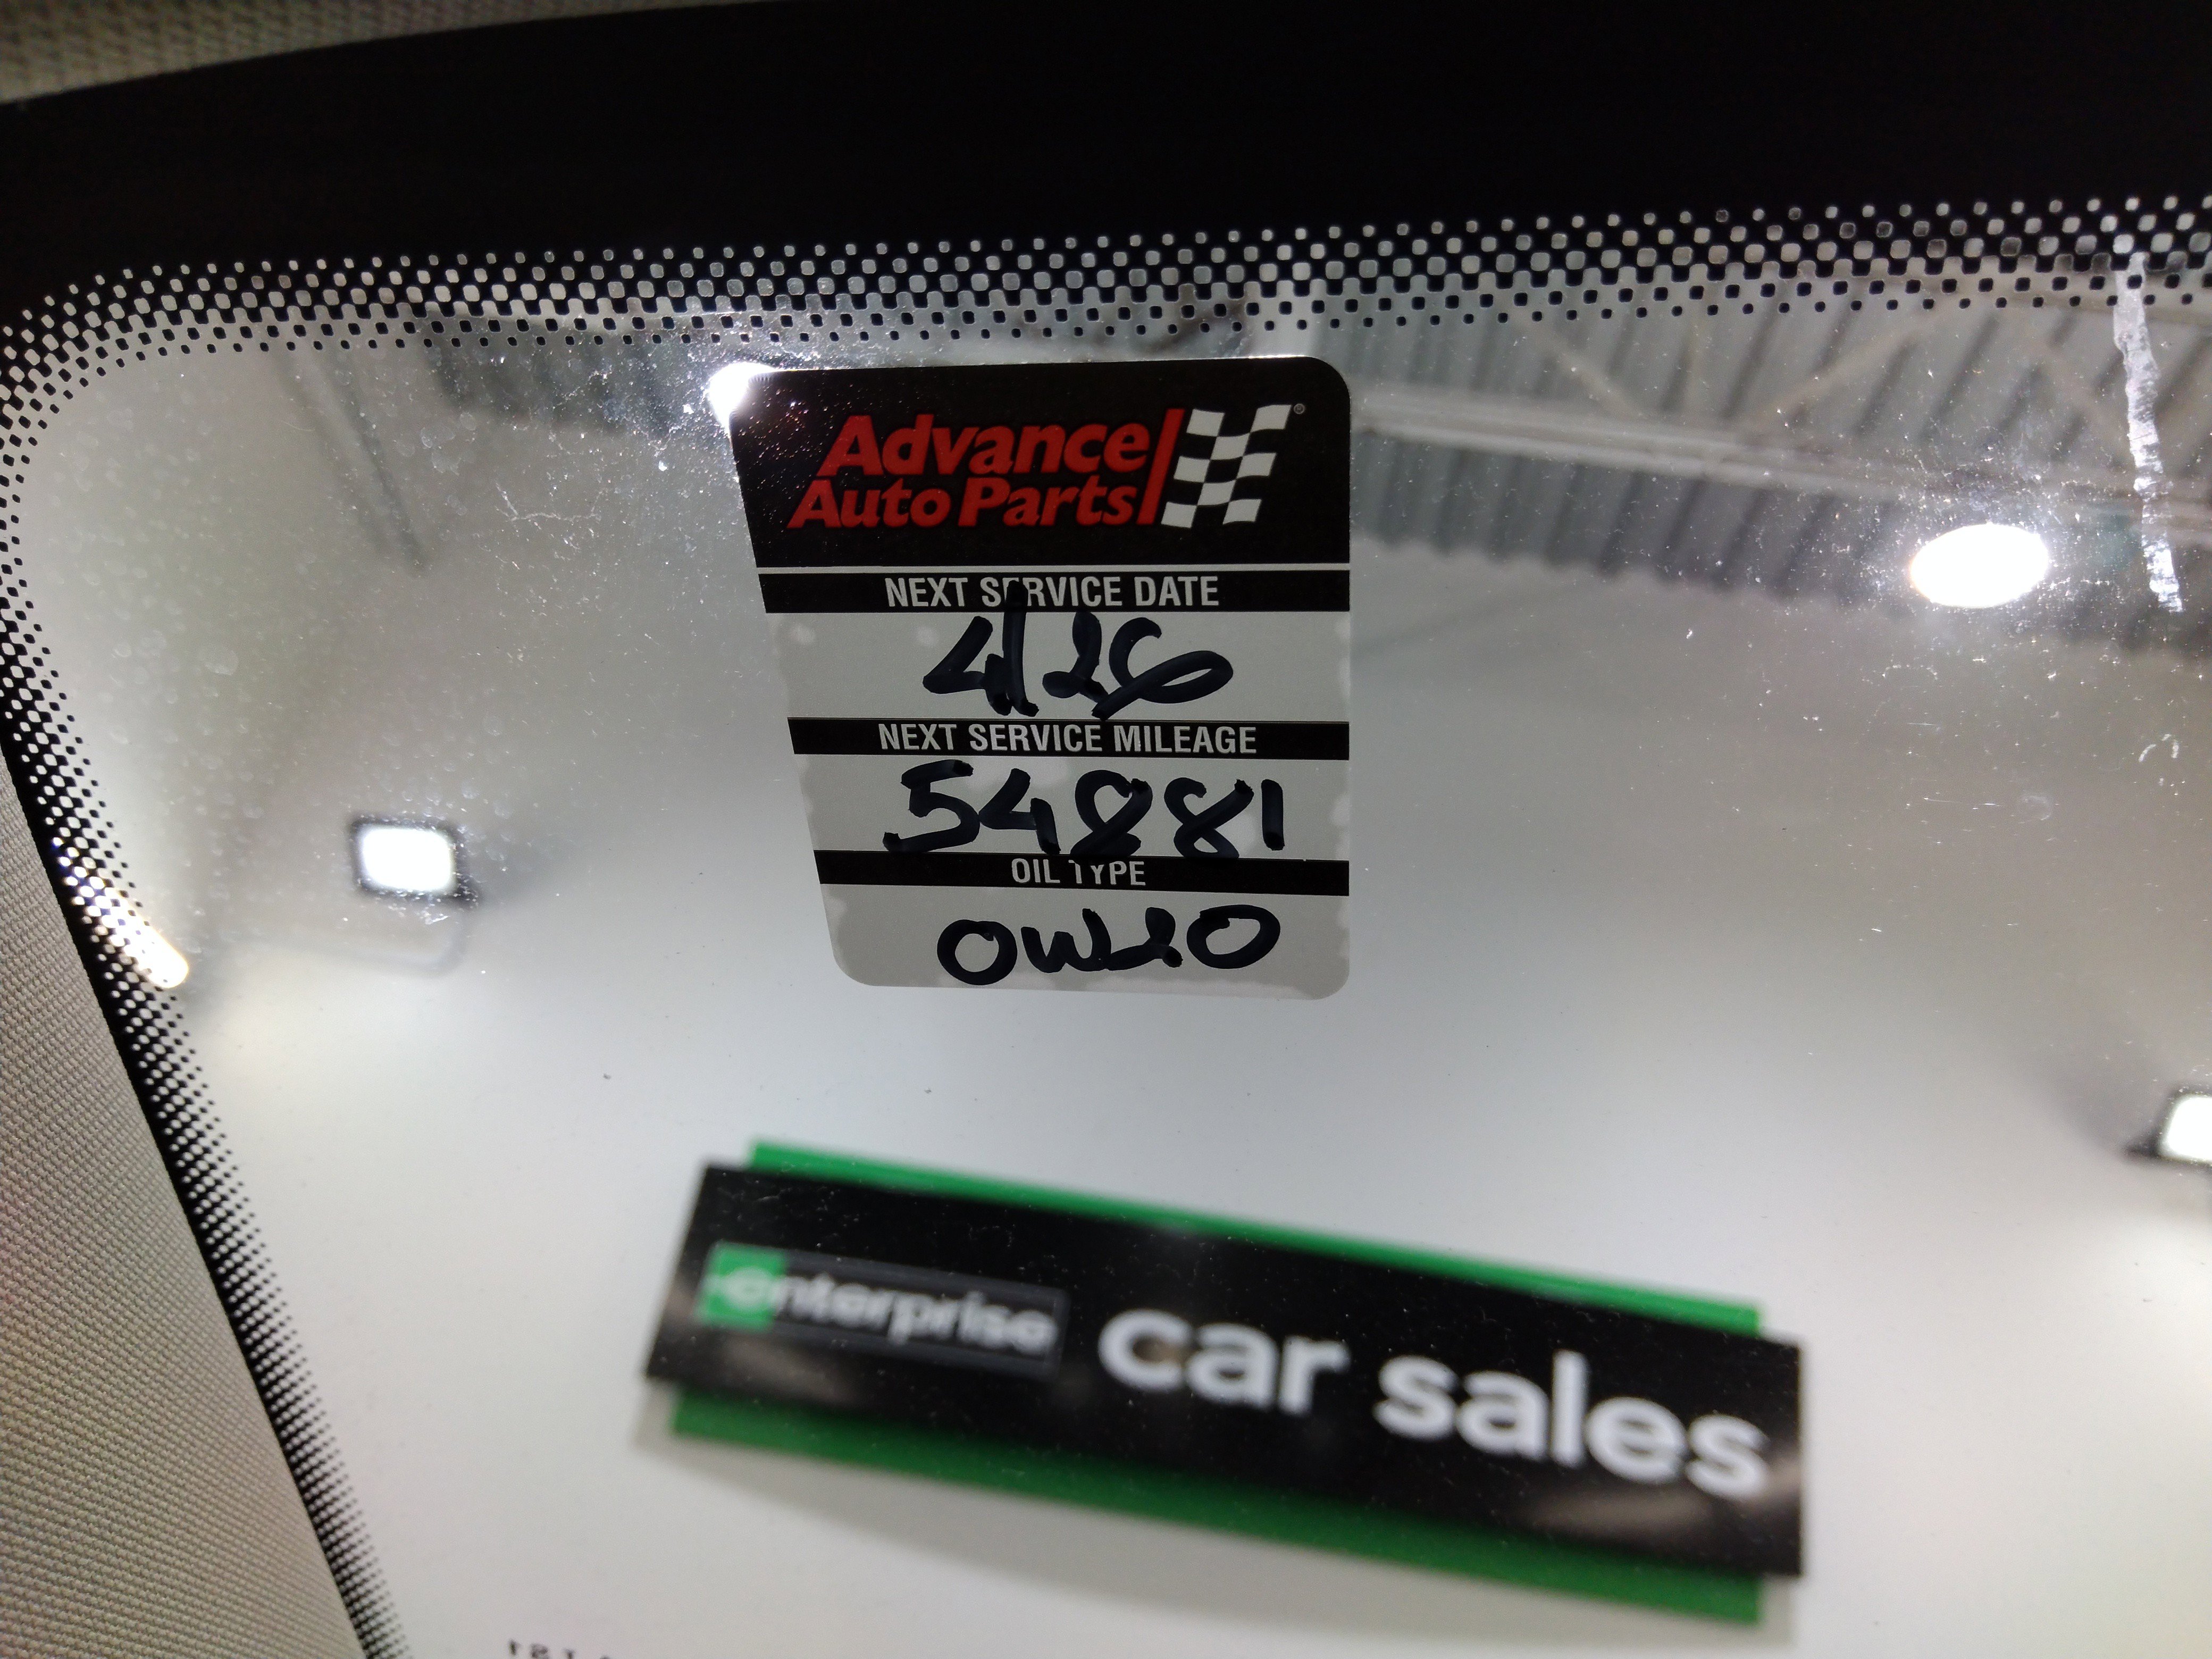 Advance
Auto Parts
NEXT SERVICE DATE
4/26
NEXT SERVICE MILEAGE
54881
OIL TYPE
0W20
enterprise car sales